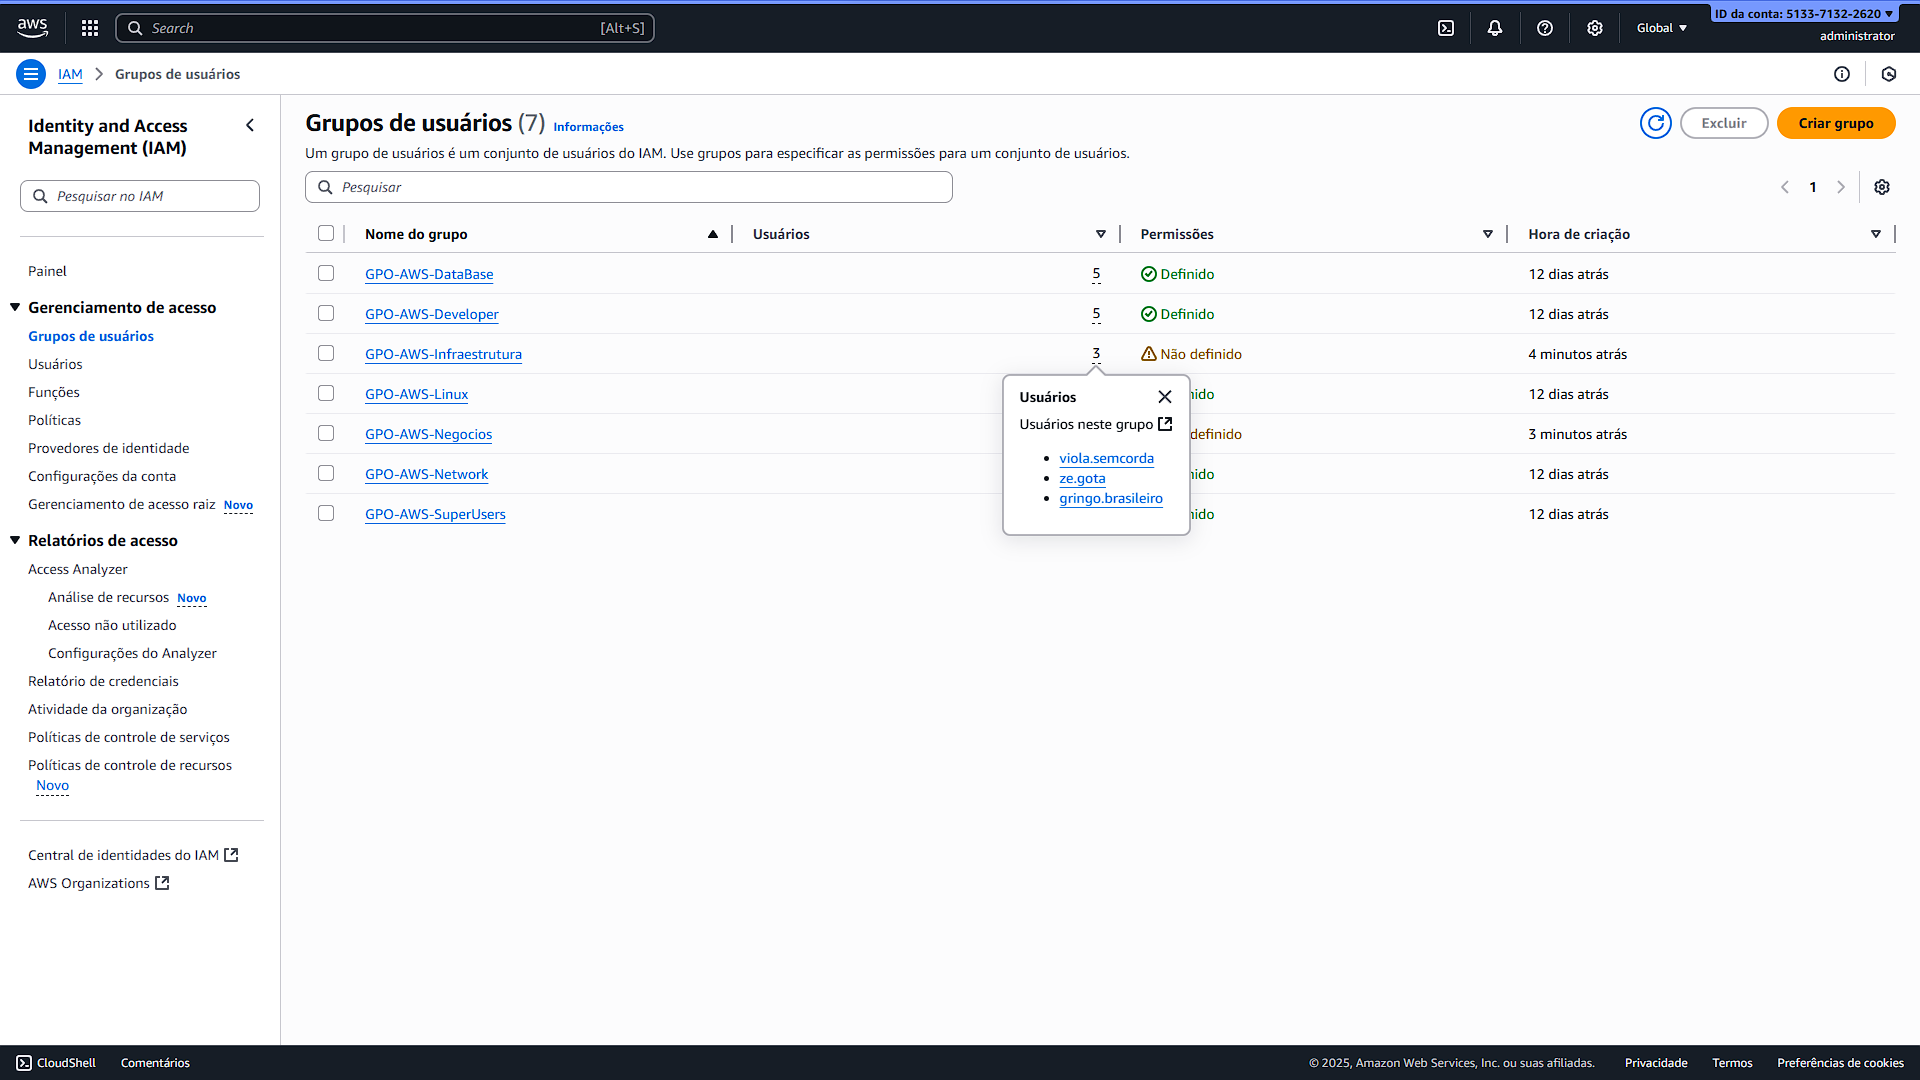 aws
Search [Alt+S]
Global
ID da conta: 5133-7132-2620
administrator
IAM
Grupos de usuários
Identity and Access Management (IAM)
Pesquisar no IAM
Painel
Gerenciamento de acesso
Grupos de usuários
Usuários
Funções
Políticas
Provedores de identidade
Configurações da conta
Gerenciamento de acesso raiz Novo
Relatórios de acesso
Access Analyzer
Análise de recursos Novo
Acesso não utilizado
Configurações do Analyzer
Relatório de credenciais
Atividade da organização
Políticas de controle de serviços
Políticas de controle de recursos
Novo
Central de identidades do IAM
AWS Organizations
Grupos de usuários (7) Informações
Excluir
Criar grupo
Um grupo de usuários é um conjunto de usuários do IAM. Use grupos para especificar as permissões para um conjunto de usuários.
Pesquisar
1
Nome do grupo Usuários Permissões Hora de criação
GPO-AWS-DataBase 5 Definido 12 dias atrás
GPO-AWS-Developer 5 Definido 12 dias atrás
GPO-AWS-Infraestrutura 3 Não definido 4 minutos atrás
GPO-AWS-Linux nido 12 dias atrás
GPO-AWS-Negocios definido 3 minutos atrás
GPO-AWS-Network nido 12 dias atrás
GPO-AWS-SuperUsers nido 12 dias atrás
Usuários
Usuários neste grupo
viola.semcorda
ze.gota
gringo.brasileiro
CloudShell
Comentários
© 2025, Amazon Web Services, Inc. ou suas afiliadas.
Privacidade
Termos
Preferências de cookies